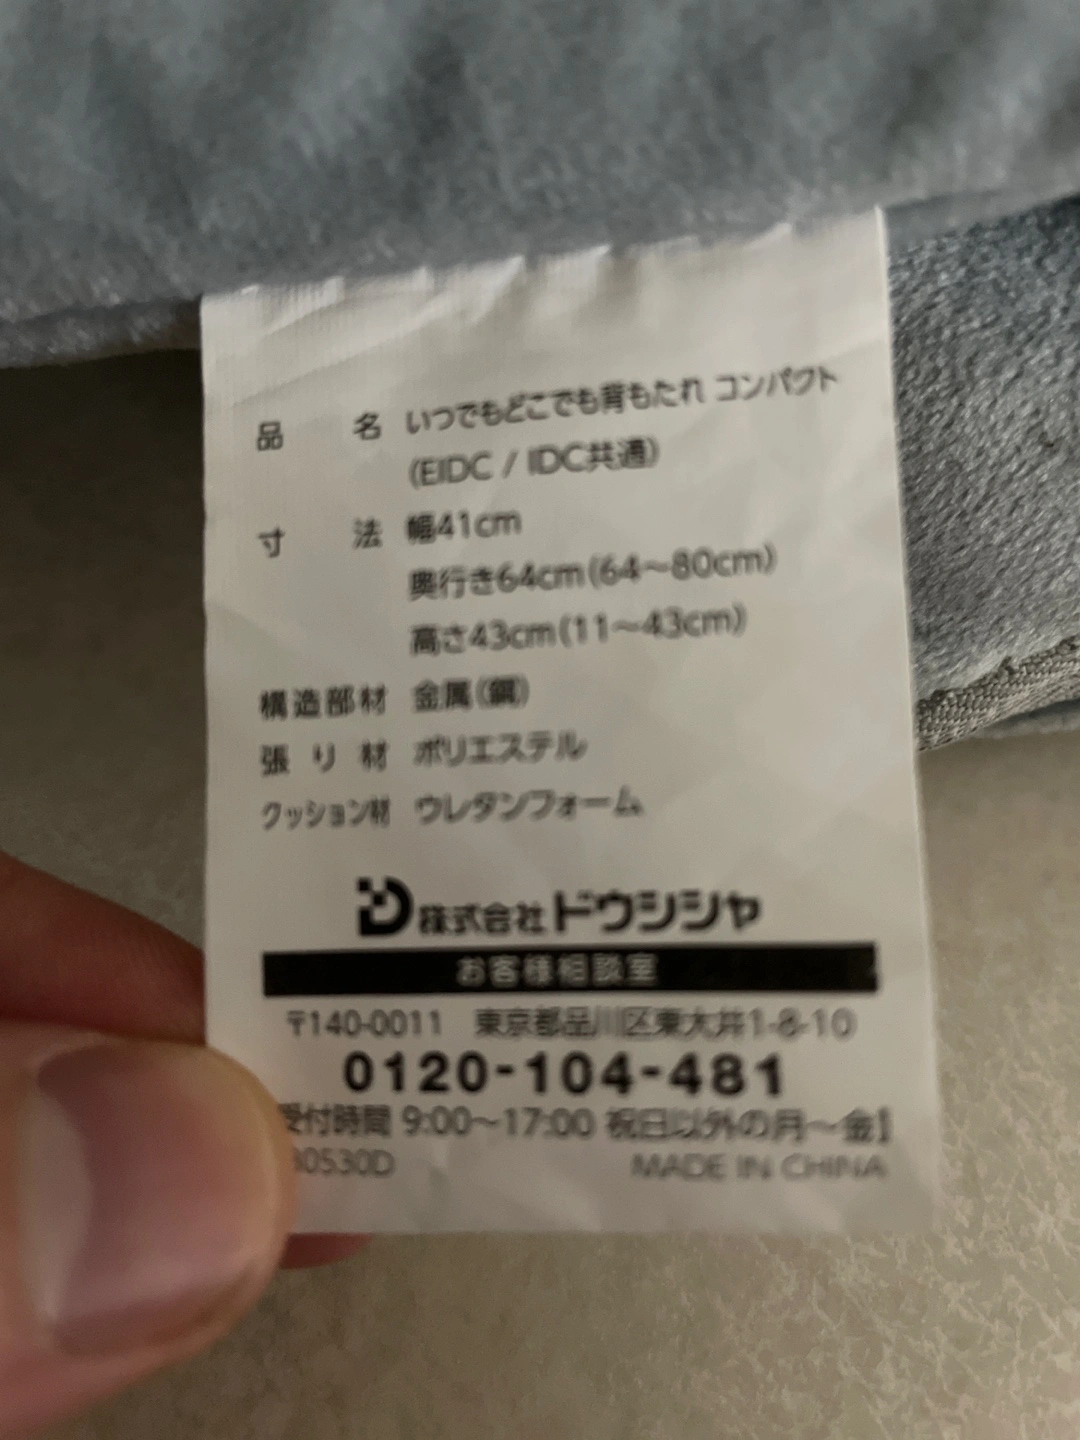 品名 いつでもどこでも背もたれ コンパクト
(EIDC / IDC共通)
寸法 幅41cm
奥行き64cm(64～80cm)
高さ43cm(11～43cm)
構造部材 金属(鋼)
張り材 ポリエステル
クッション材 ウレタンフォーム
株式会社ドウシシャ
お客様相談室
〒140-0011 東京都品川区東大井1-8-10
0120-104-481
受付時間 9:00～17:00 祝日以外の月～金】
30530D MADE IN CHINA